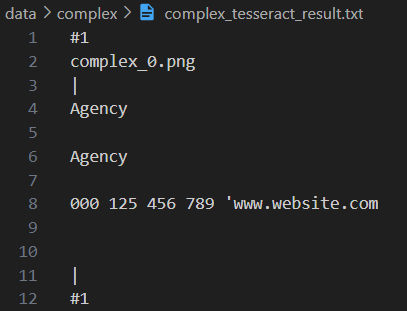 data > complex > complex_tesseract_result.txt
1 #1
2 complex_0.png
3 |
4 Agency
5
6 Agency
7
8 000 125 456 789 'www.website.com
9
10
11 |
12 #1